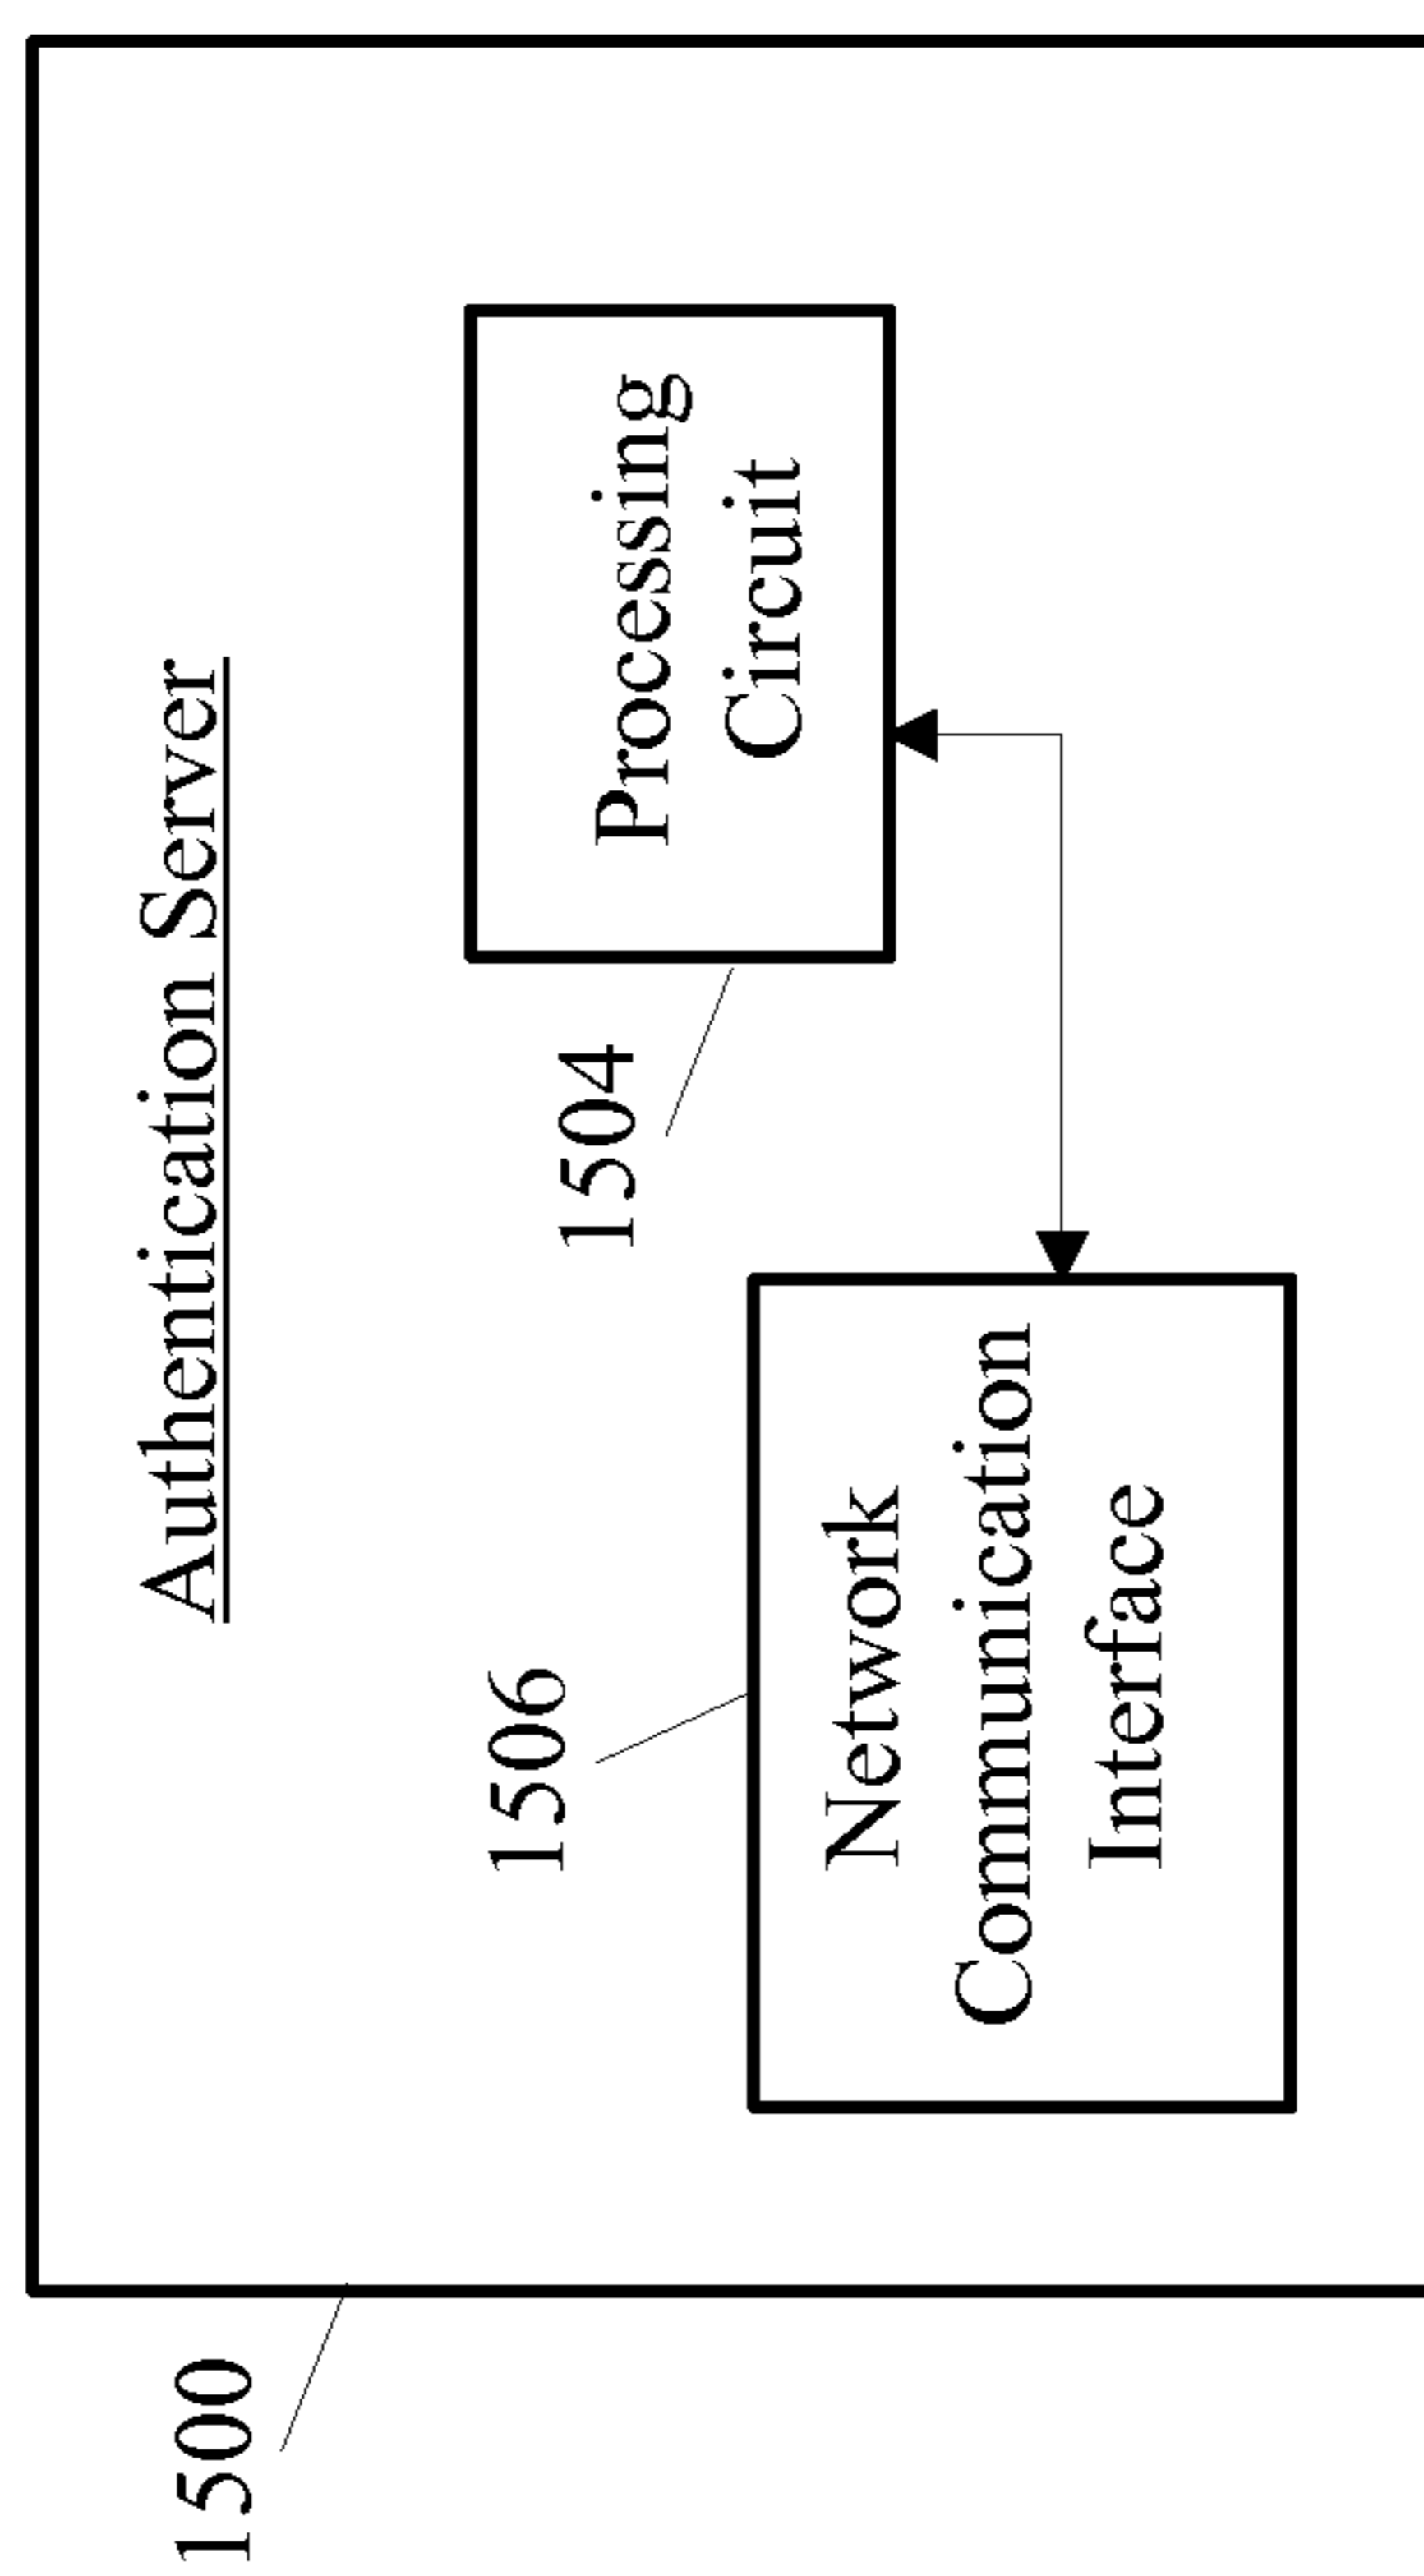 1500
Authentication Server
1506
1504
Processing
Circuit
Network
Communication
Interface